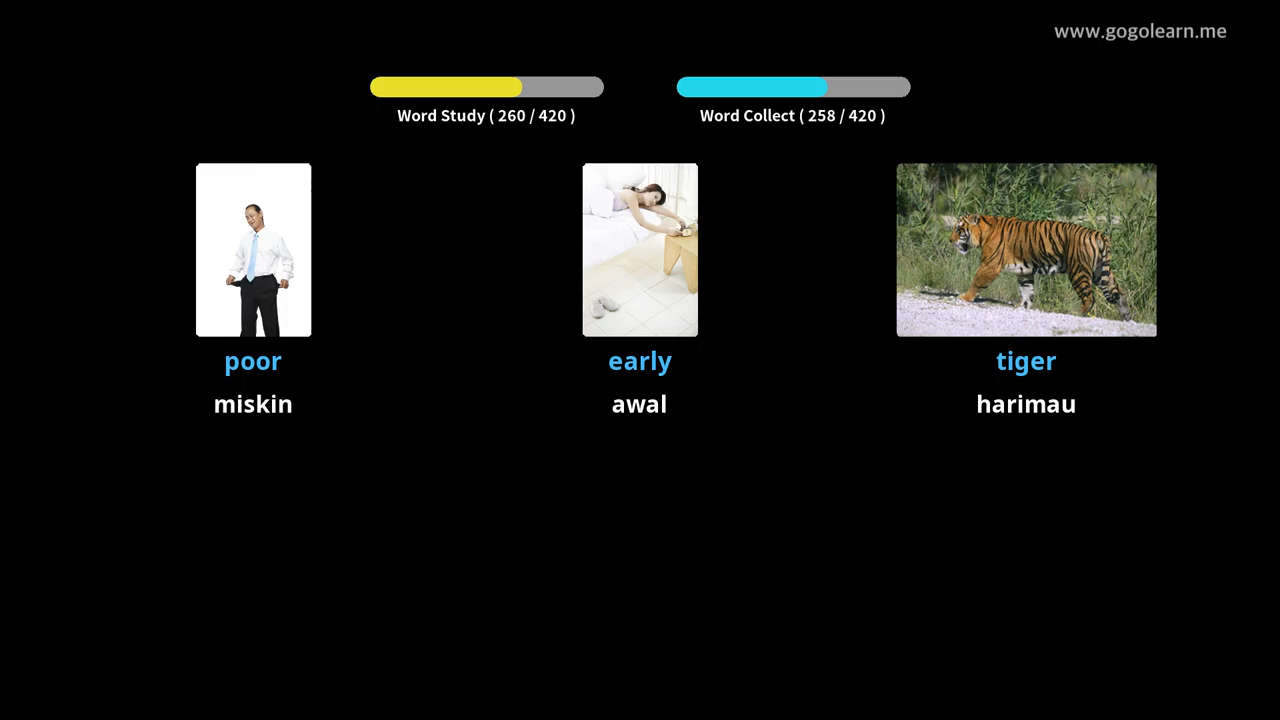 www.gogolearn.me
Word Study ( 260 / 420 )
Word Collect ( 258 / 420 )
poor
early
tiger
miskin
awal
harimau